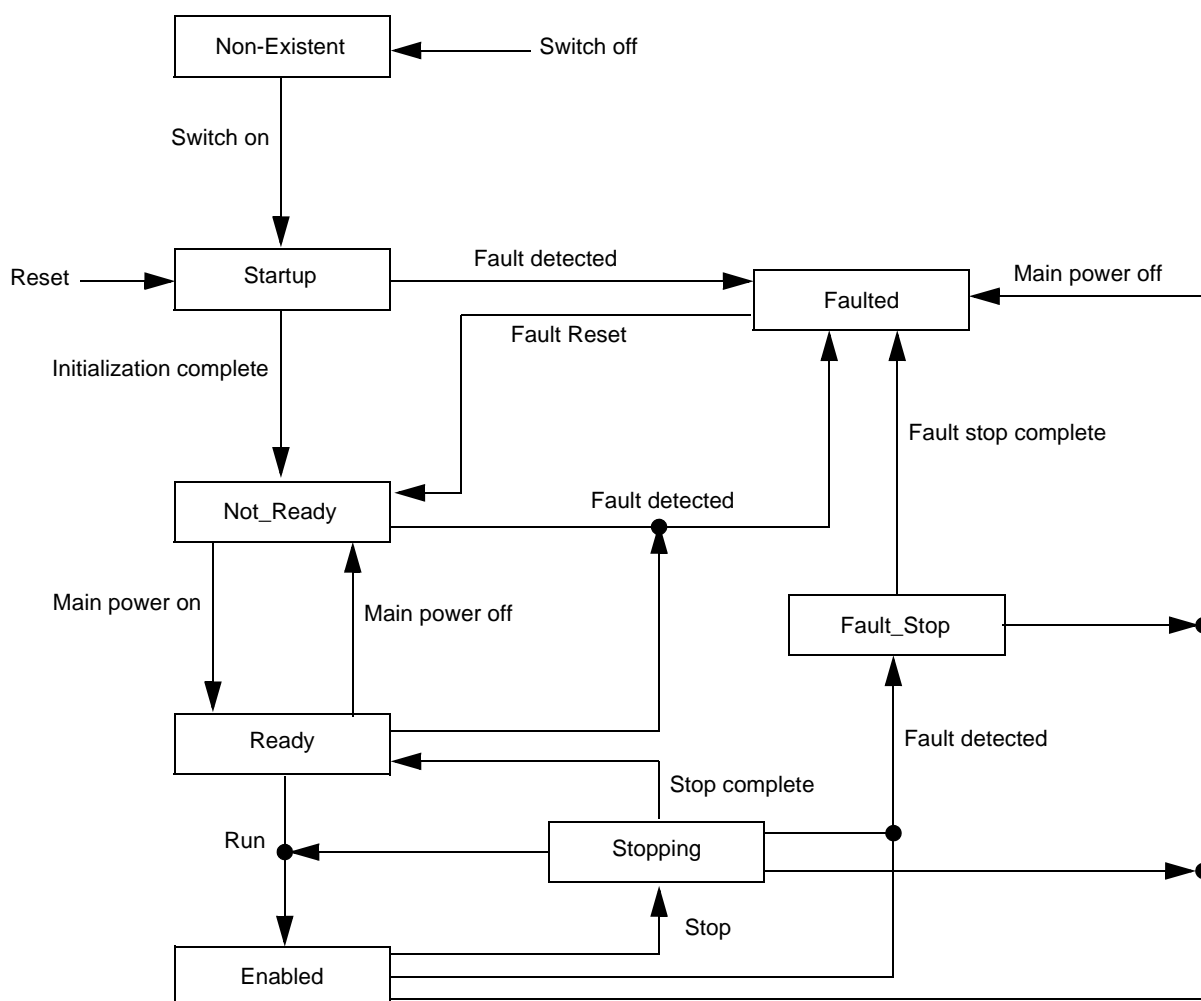 Non-Existent
Switch off
Switch on
Reset
Startup
Fault detected
Faulted
Main power off
Fault Reset
Initialization complete
Fault stop complete
Not_Ready
Fault detected
Main power on
Main power off
Fault_Stop
Ready
Fault detected
Stop complete
Run
Stopping
Stop
Enabled